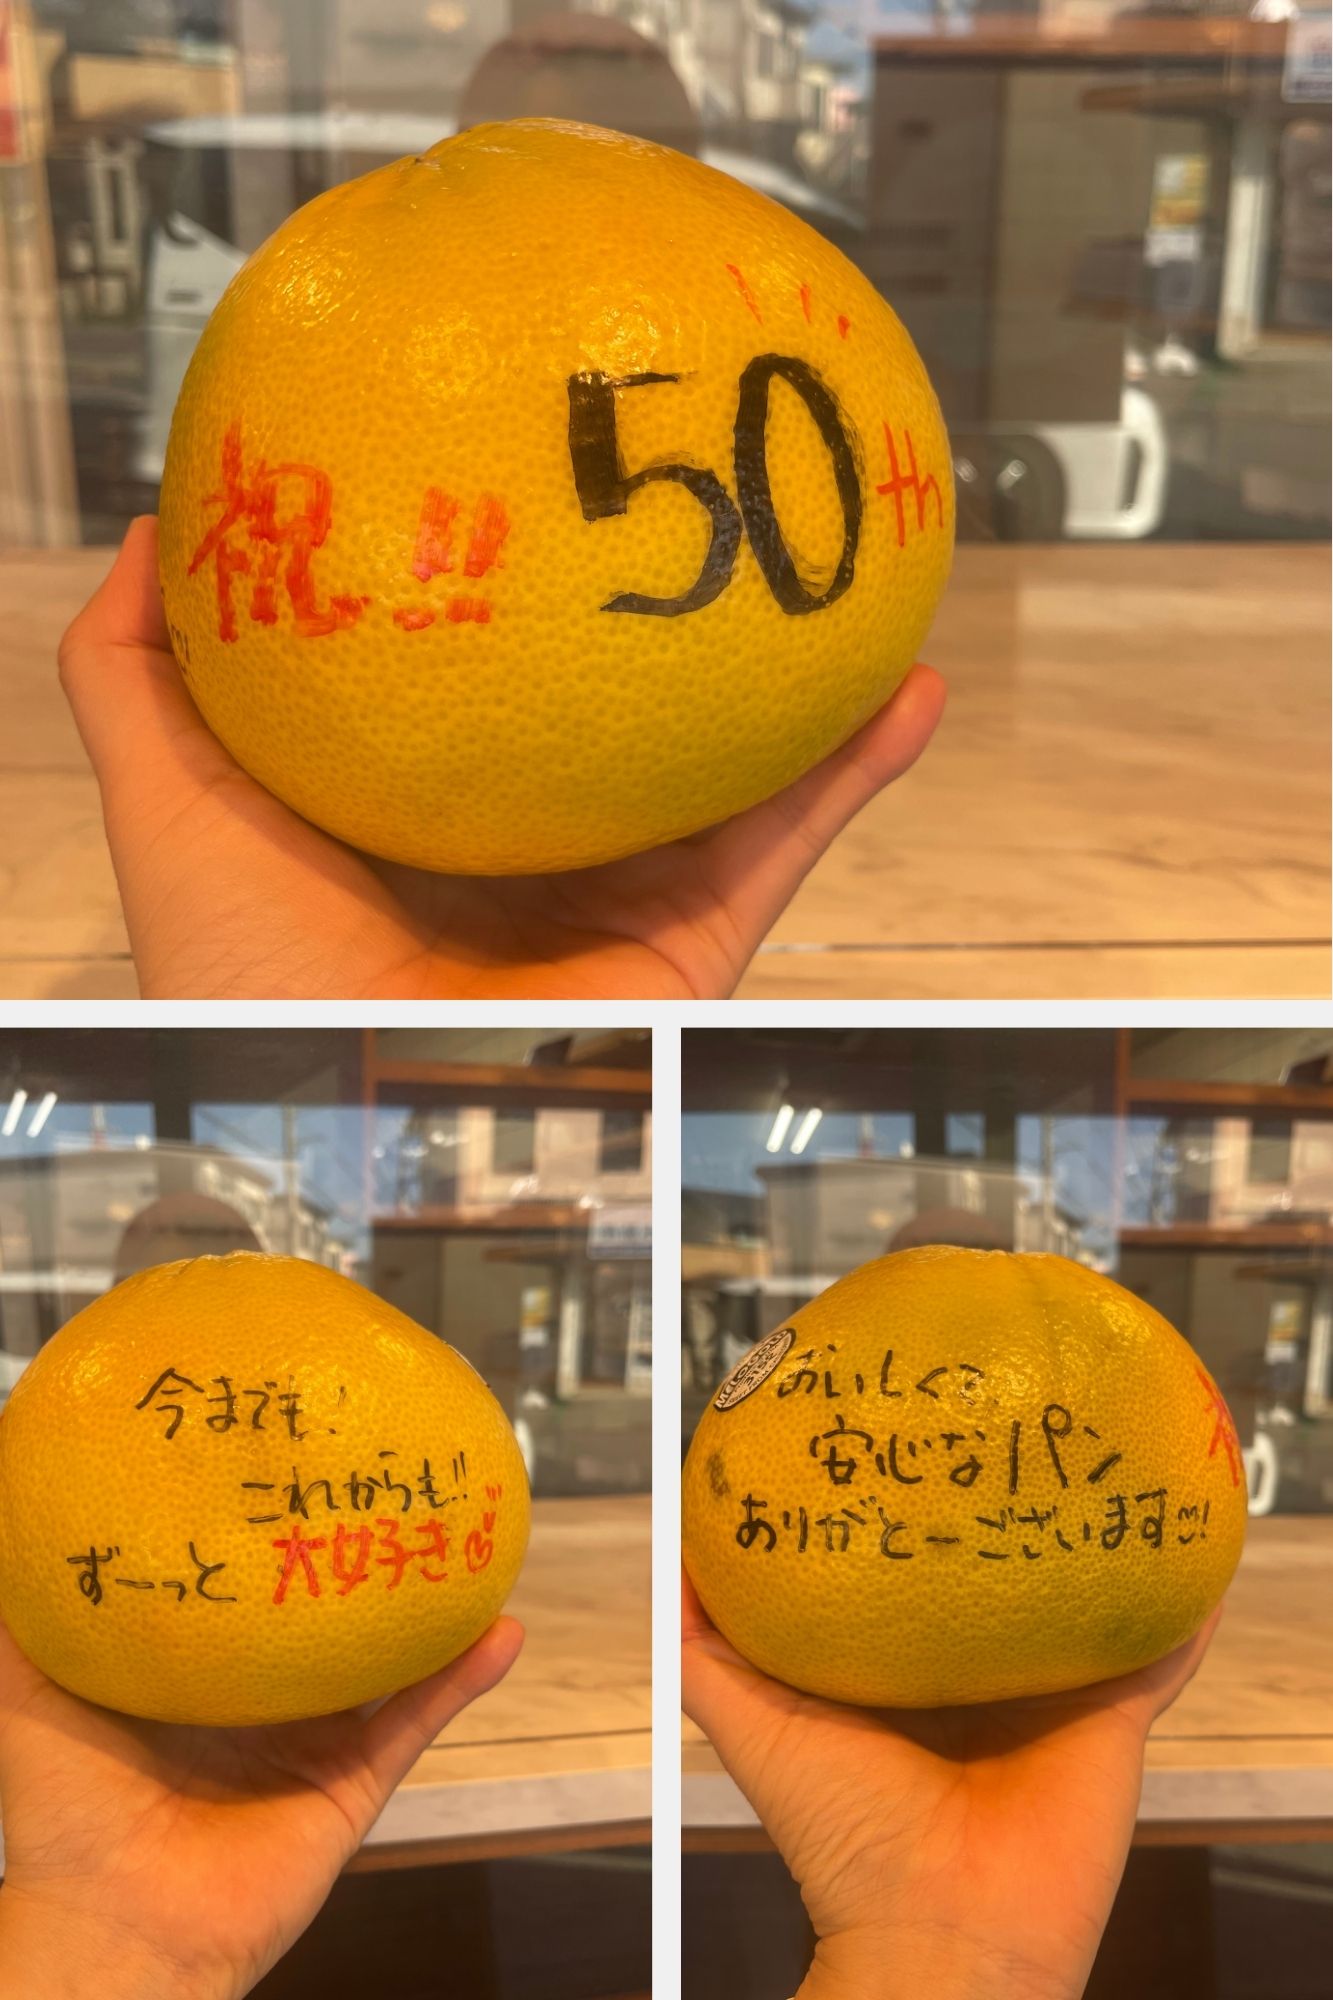 祝!! 50th
今までも!
これからも!!
ずーっと 大好き
おいしくて
安心なパン
ありがとーございます!